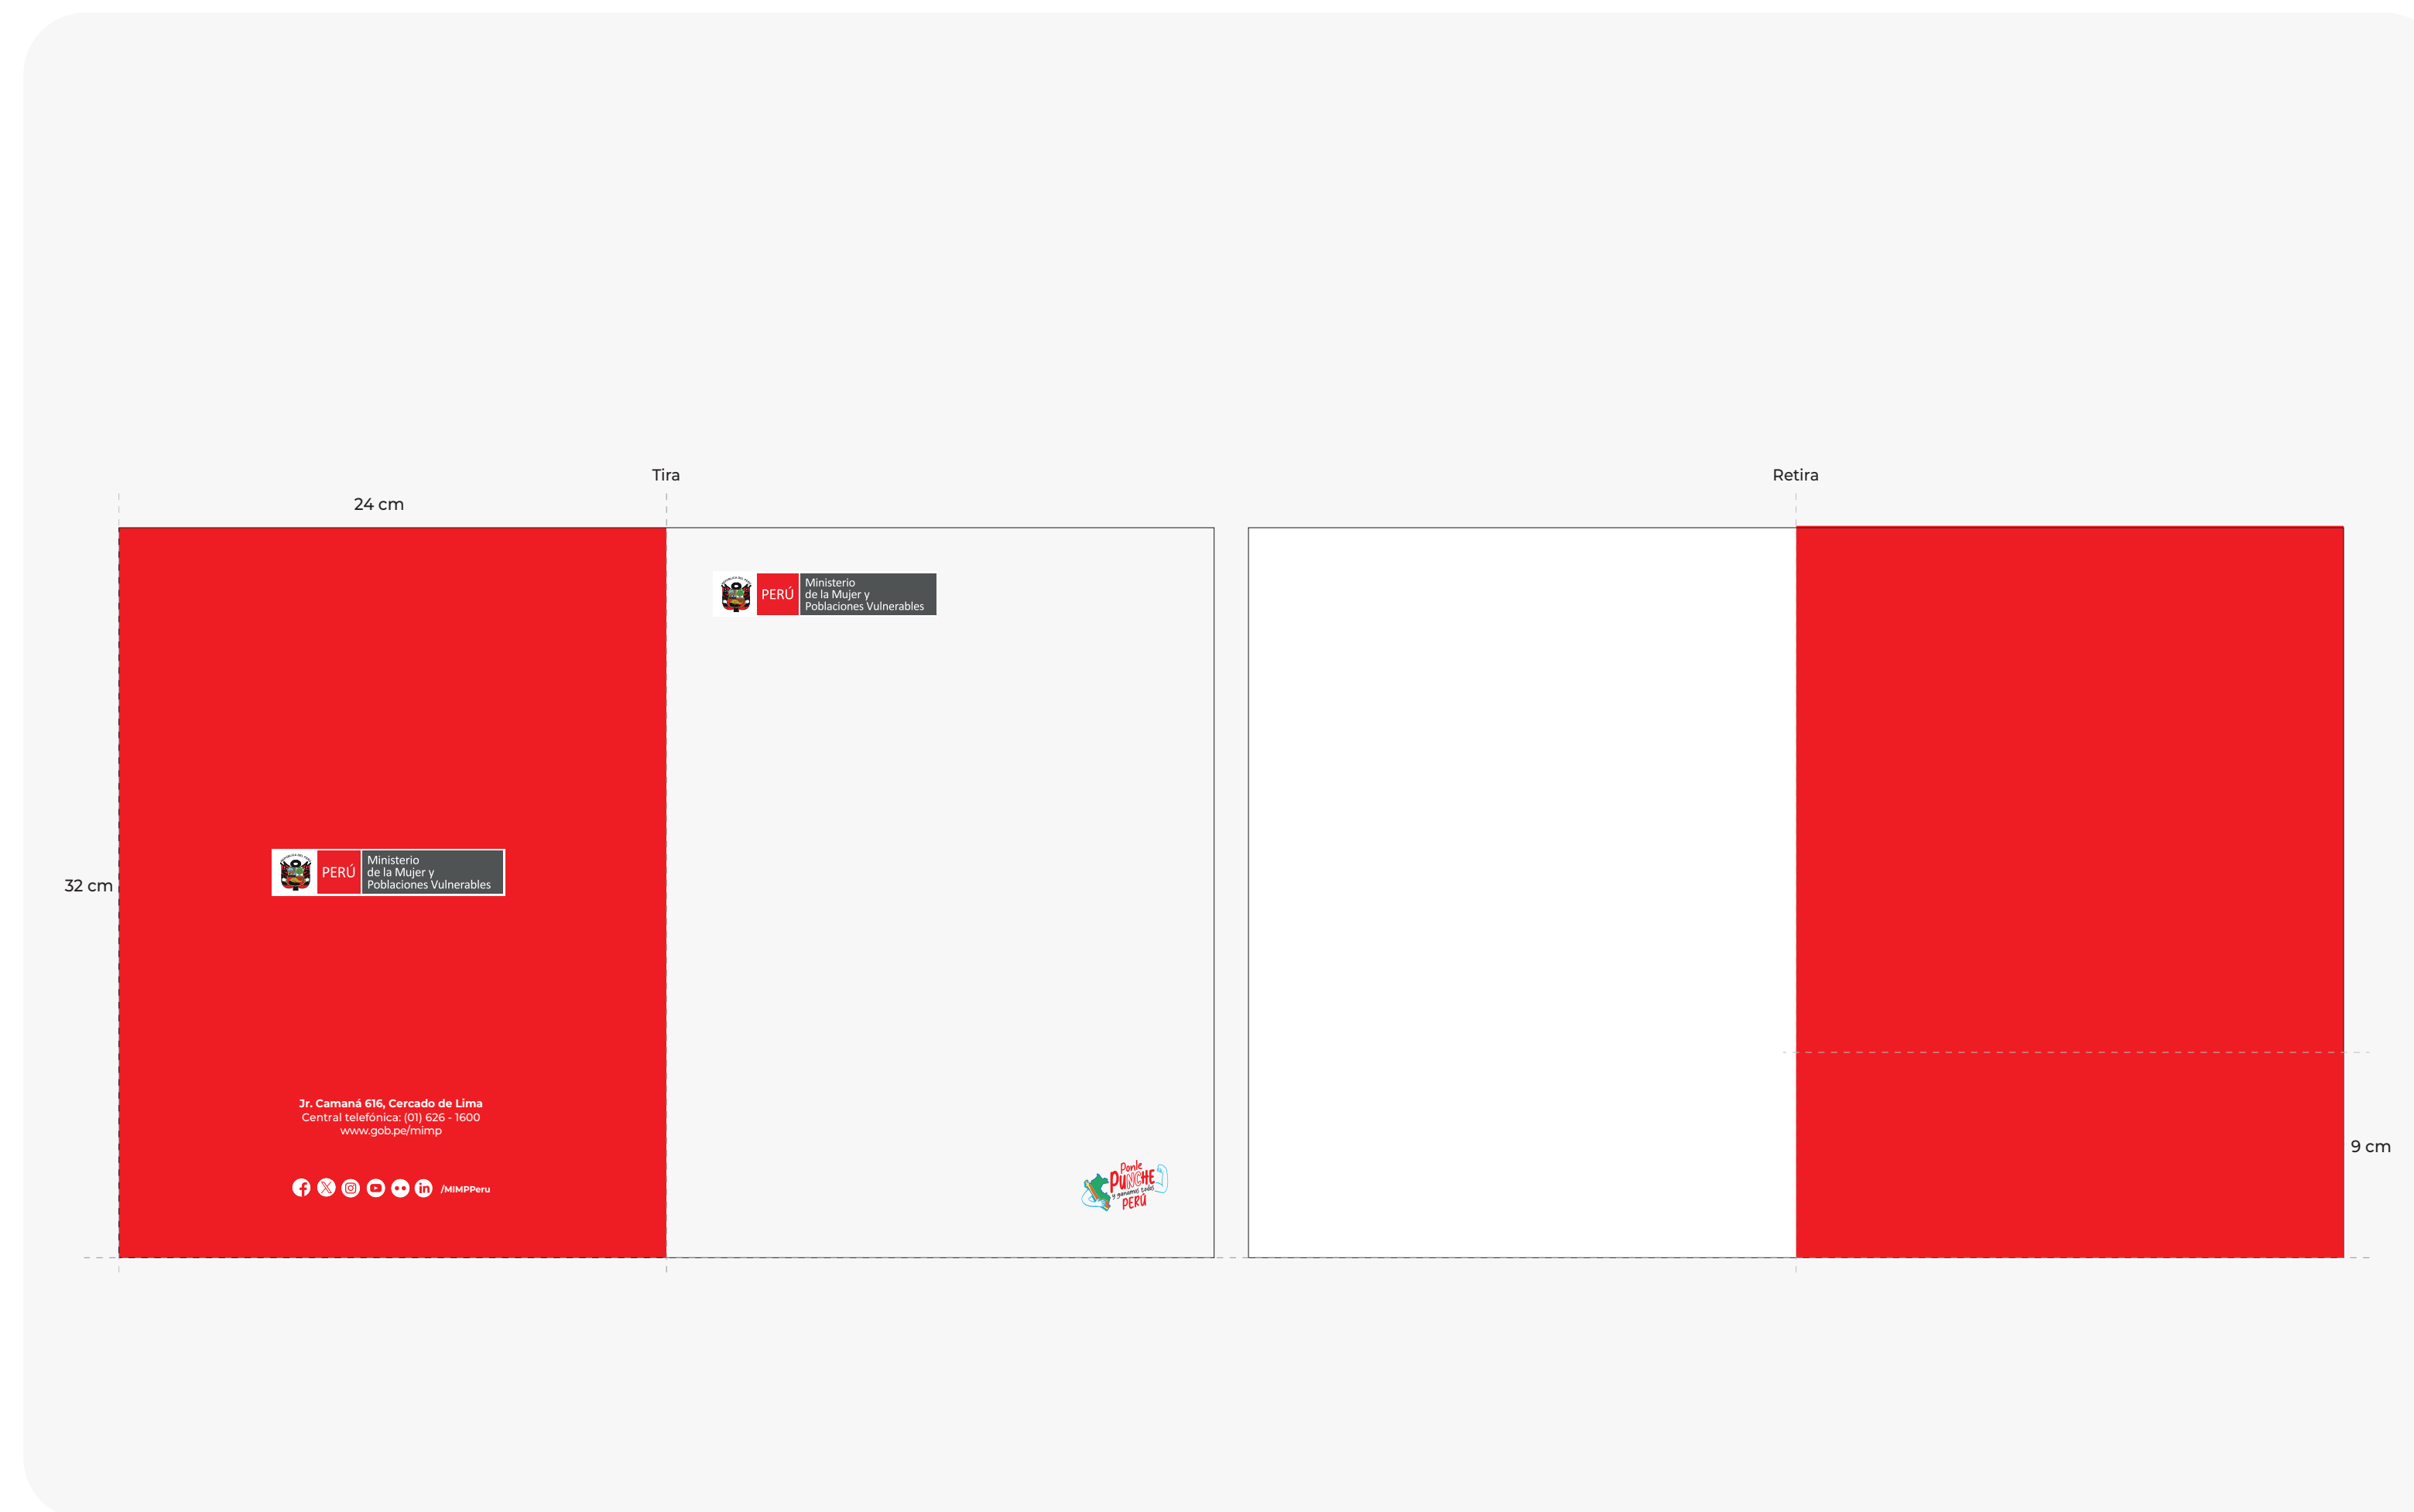 Tira
Retira
24 cm
PERÚ
Ministerio
de la Mujer y
Poblaciones Vulnerables
32 cm
PERÚ
Ministerio
de la Mujer y
Poblaciones Vulnerables
Jr. Camaná 616, Cercado de Lima
Central telefónica: (01) 626 - 1600
www.gob.pe/mimp
/MIMPPeru
Ponle
PUNCHE
y ganamos todos
PERÚ
9 cm